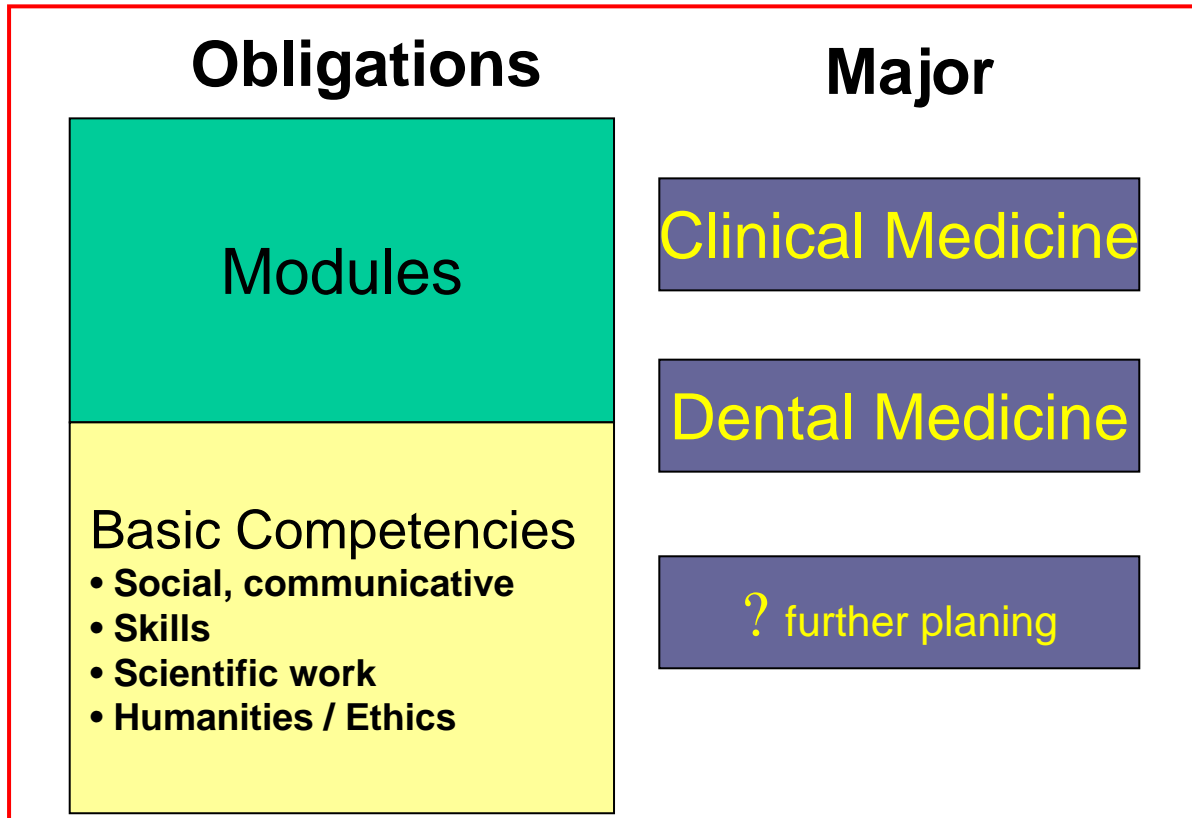 Obligations
Modules
Basic Competencies
• Social, communicative
• Skills
• Scientific work
• Humanities / Ethics
Major
Clinical Medicine
Dental Medicine
? further planing